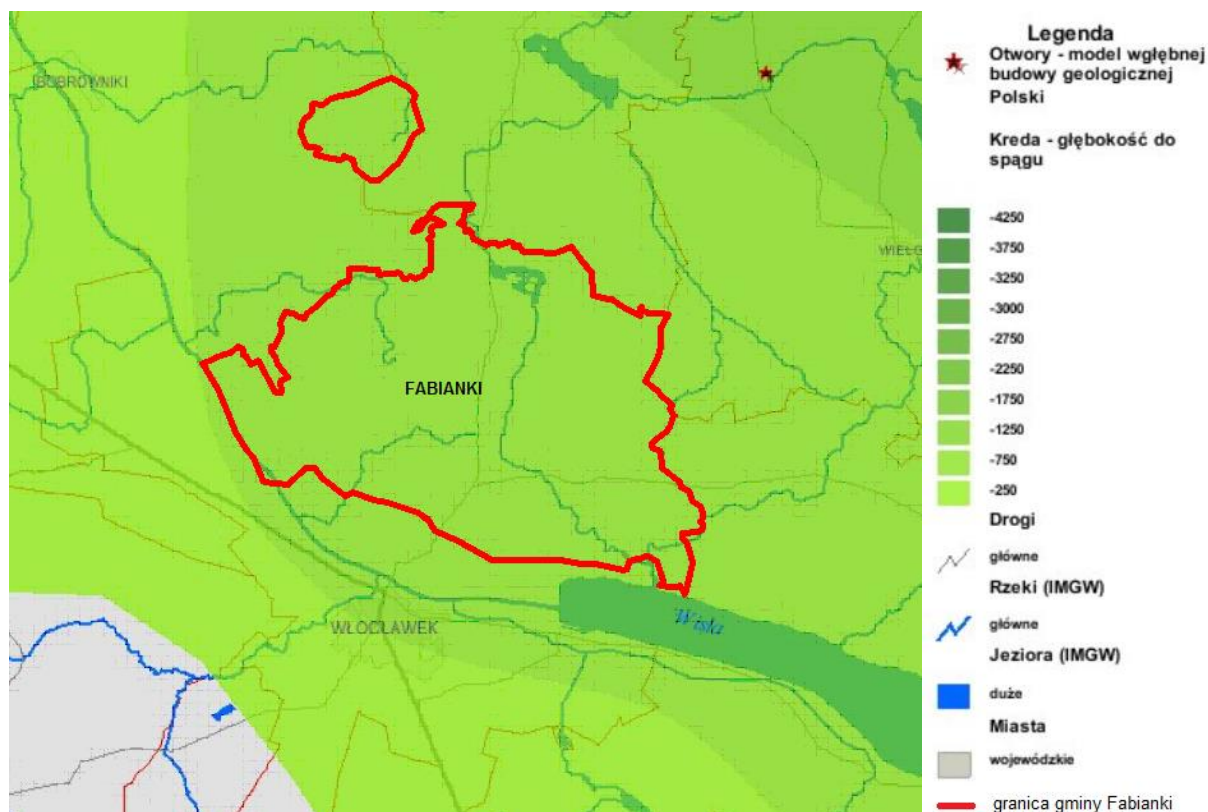 BOBROWNIKI
WIELG
FABIANKI
WŁOCŁAWEK
Wisła
Legenda
Otwory - model wgłębnej
budowy geologicznej
Polski
Kreda - głębokość do
spągu
-4250
-3750
-3250
-3000
-2750
-2250
-1750
-1250
-750
-250
Drogi
główne
Rzeki (IMGW)
główne
Jeziora (IMGW)
duże
Miasta
wojewódzkie
granica gminy Fabianki